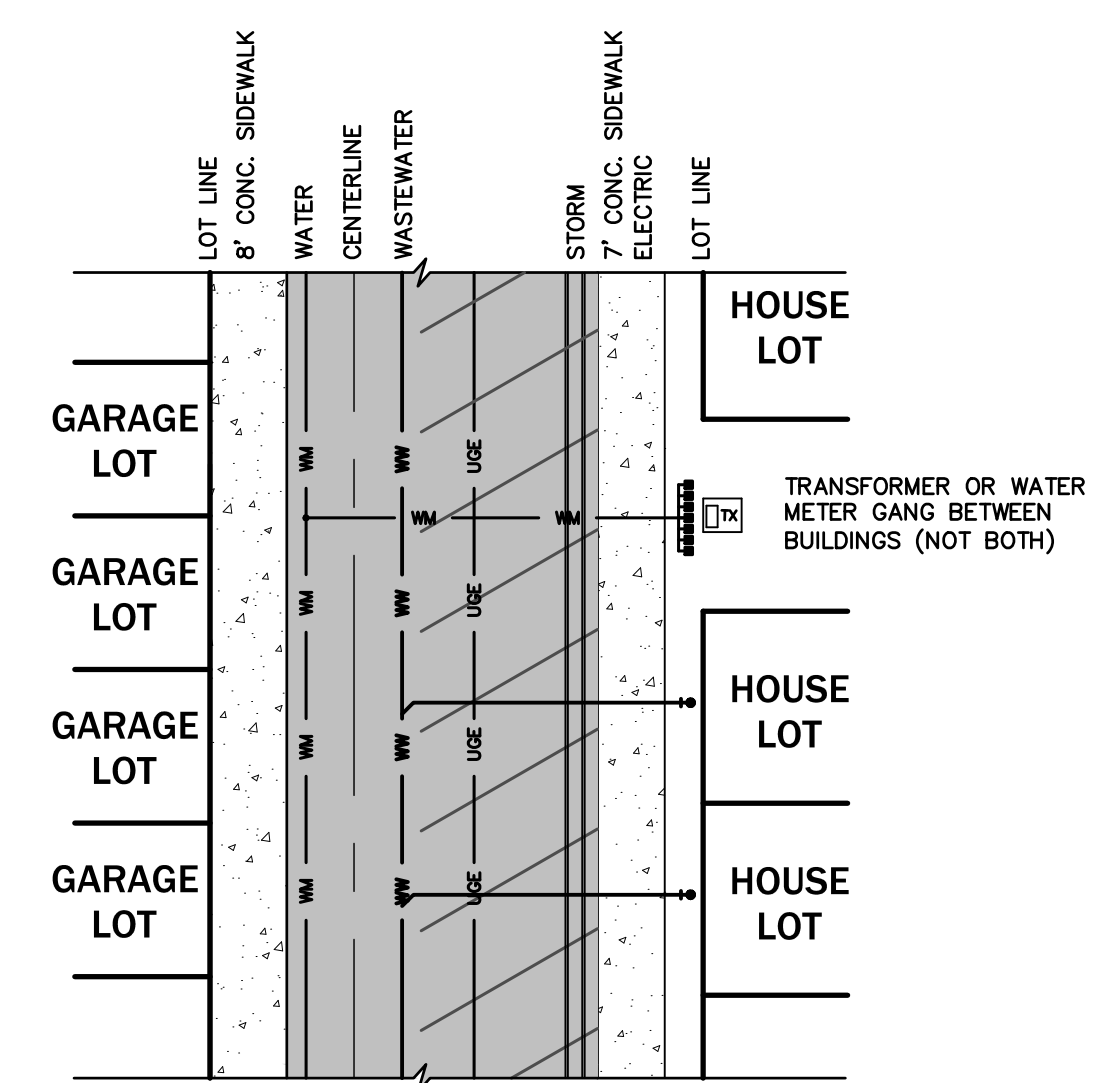 LOT LINE
8' CONC. SIDEWALK
WATER
CENTERLINE
WASTEWATER
STORM
7' CONC. SIDEWALK
ELECTRIC
LOT LINE
HOUSE
LOT
GARAGE
LOT
WM
WW
UGE
TRANSFORMER OR WATER
METER GANG BETWEEN
BUILDINGS (NOT BOTH)
WM
WM
TX
GARAGE
LOT
WM
WW
UGE
HOUSE
LOT
GARAGE
LOT
WM
WW
UGE
GARAGE
LOT
WM
WW
UGE
HOUSE
LOT